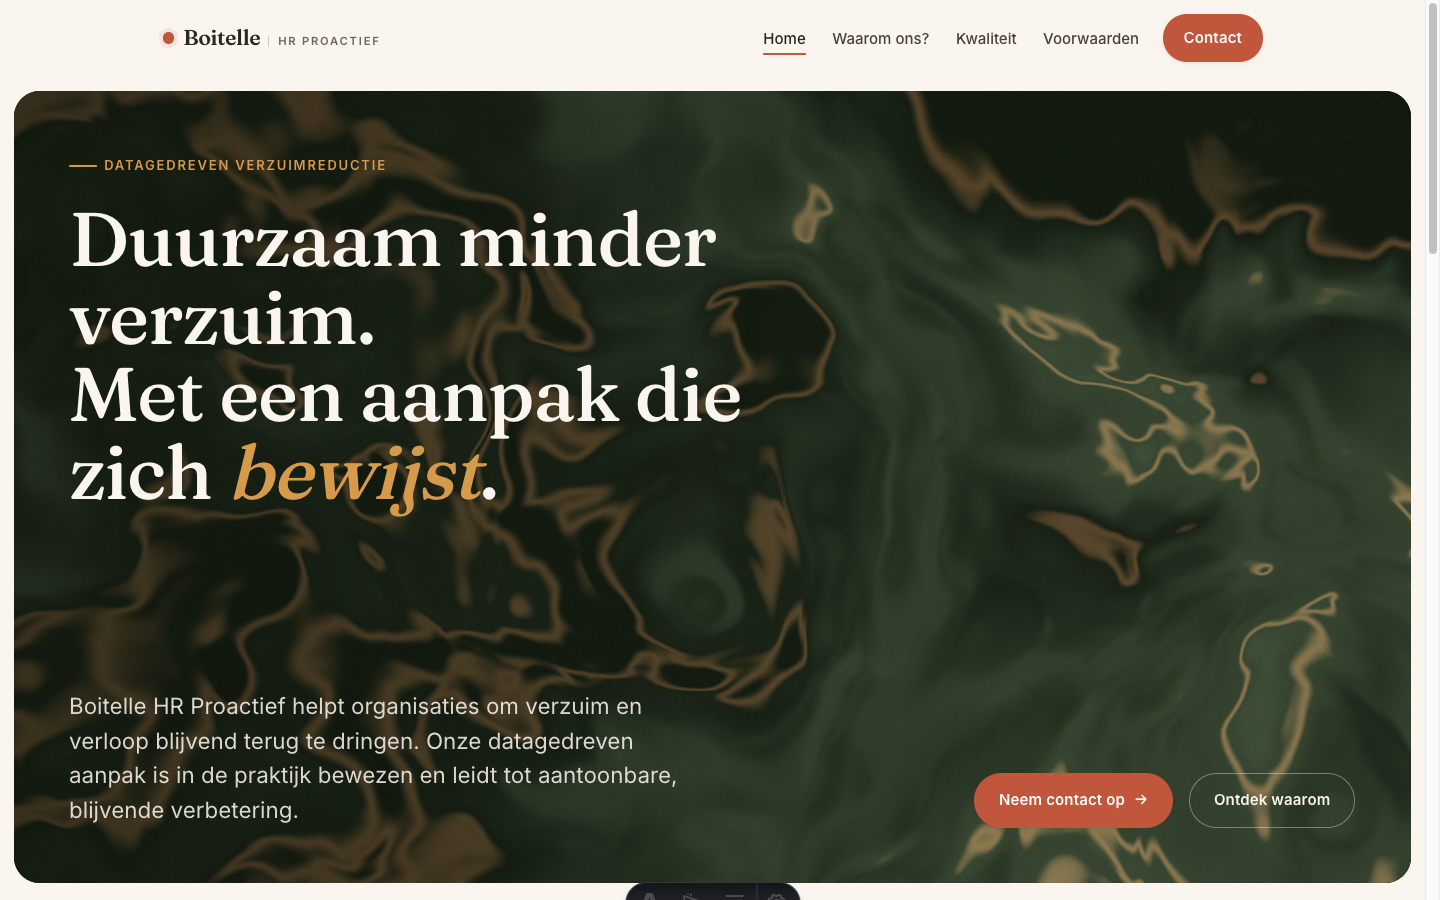 Boitelle
HR PROACTIEF
Home
Waarom ons?
Kwaliteit
Voorwaarden
Contact
DATAGEDREVEN VERZUIMREDUCTIE
Duurzaam minder
verzuim.
Met een aanpak die
zich bewijst.
Boitelle HR Proactief helpt organisaties om verzuim en
verloop blijvend terug te dringen. Onze datagedreven
aanpak is in de praktijk bewezen en leidt tot aantoonbare,
blijvende verbetering.
Neem contact op →
Ontdek waarom